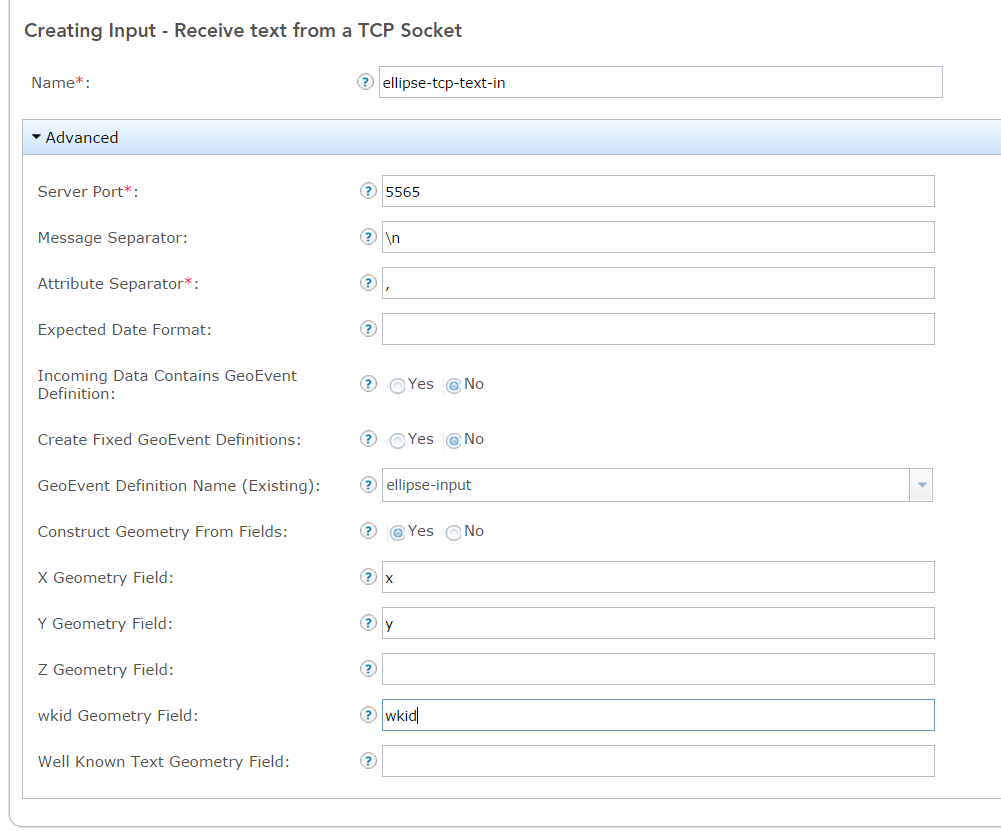 Creating Input - Receive text from a TCP Socket
Name*: ? ellipse-tcp-text-in
Advanced
Server Port*: ? 5565
Message Separator: ? \n
Attribute Separator*: ? ,
Expected Date Format: ?
Incoming Data Contains GeoEvent
Definition: ? Yes No
Create Fixed GeoEvent Definitions: ? Yes No
GeoEvent Definition Name (Existing): ? ellipse-input
Construct Geometry From Fields: ? Yes No
X Geometry Field: ? x
Y Geometry Field: ? y
Z Geometry Field: ?
wkid Geometry Field: ? wkid
Well Known Text Geometry Field: ?